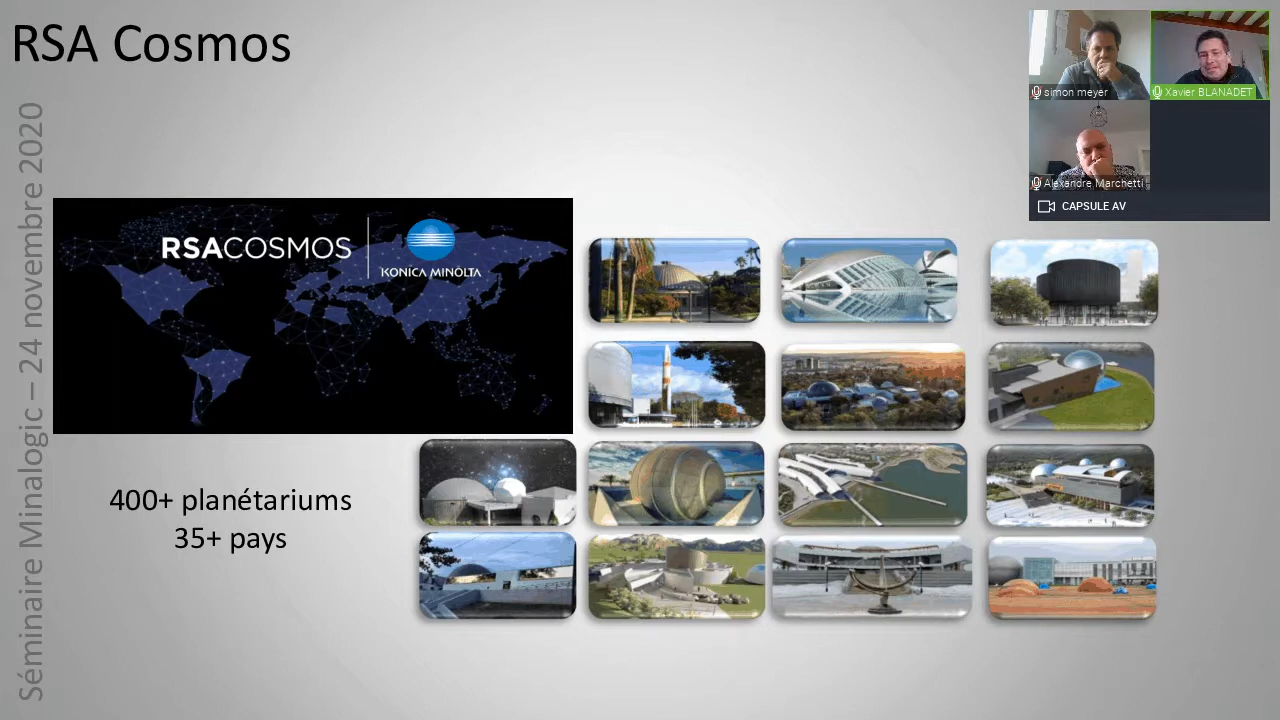 RSA Cosmos
simon meyer
Xavier BLANADET
Alexandre Marchetti
CAPSULE AV
Séminaire Minalogic – 24 novembre 2020
RSACOSMOS
KONICA MINOLTA
400+ planétariums
35+ pays